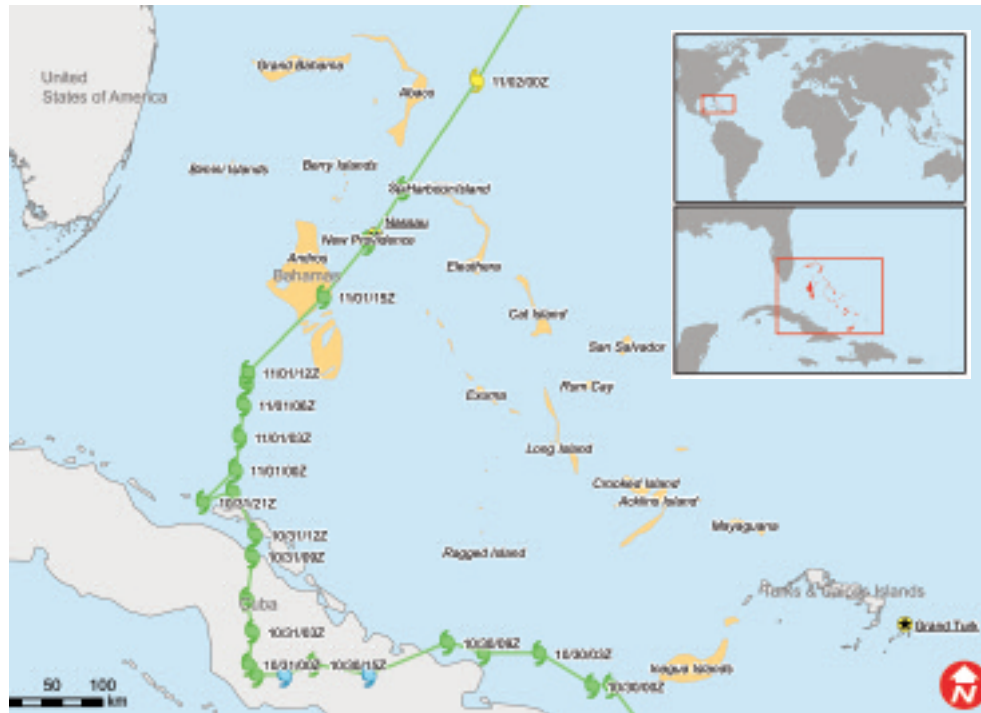 United
States of America
Grand Bahama
Abaco
11/02/00Z
Bimini Islands
Berry Islands
Nassau
New Providence
Andros
Bahamas
Eleuthera
11/01/15Z
Cat Island
San Salvador
11/01/12Z
Rum Cay
Exuma
11/01/06Z
11/01/03Z
Long Island
11/01/00Z
Crooked Island
Acklins Island
10/31/21Z
Mayaguana
10/31/12Z
10/31/09Z
Ragged Island
Turks & Caicos Islands
Cuba
Grand Turk
10/31/03Z
10/31/00Z
10/30/15Z
10/30/09Z
10/30/03Z
Inagua Islands
10/30/00Z
50 100
km
N